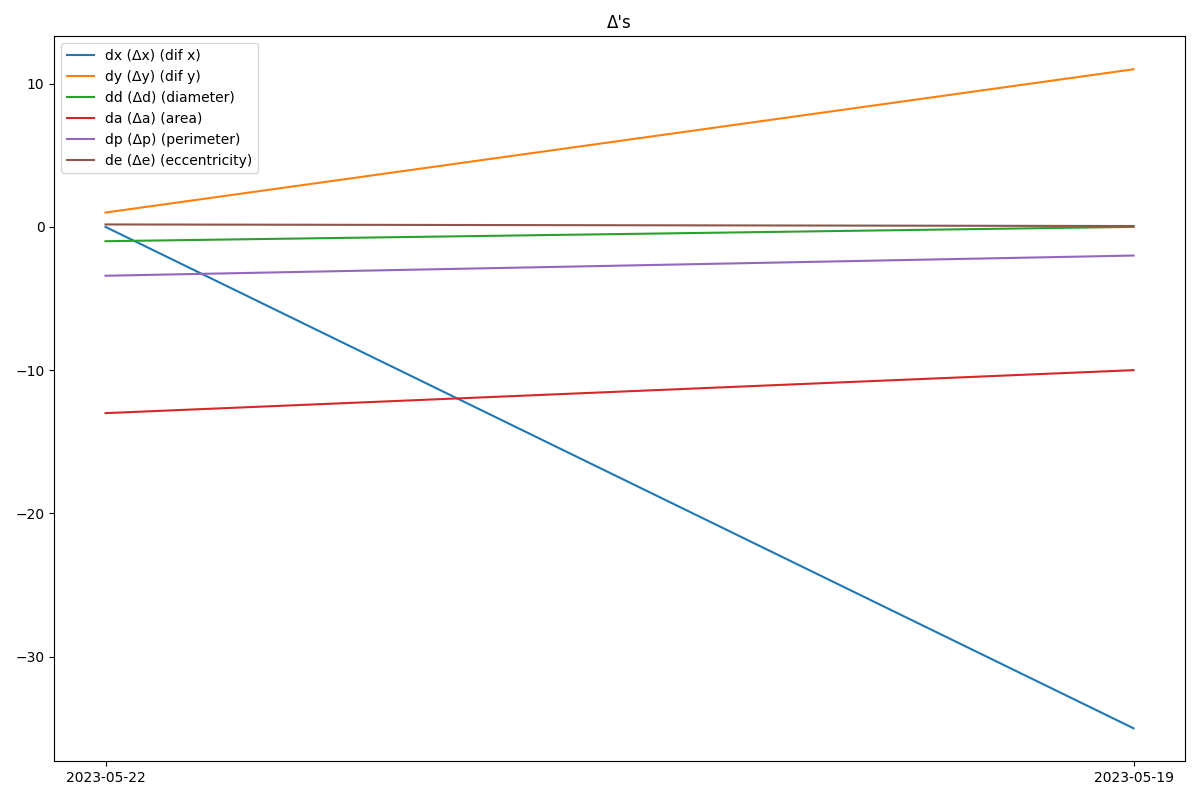 Δ's
dx (Δx) (dif x)
dy (Δy) (dif y)
dd (Δd) (diameter)
da (Δa) (area)
dp (Δp) (perimeter)
de (Δe) (eccentricity)
10
0
−10
−20
−30
2023-05-22
2023-05-19